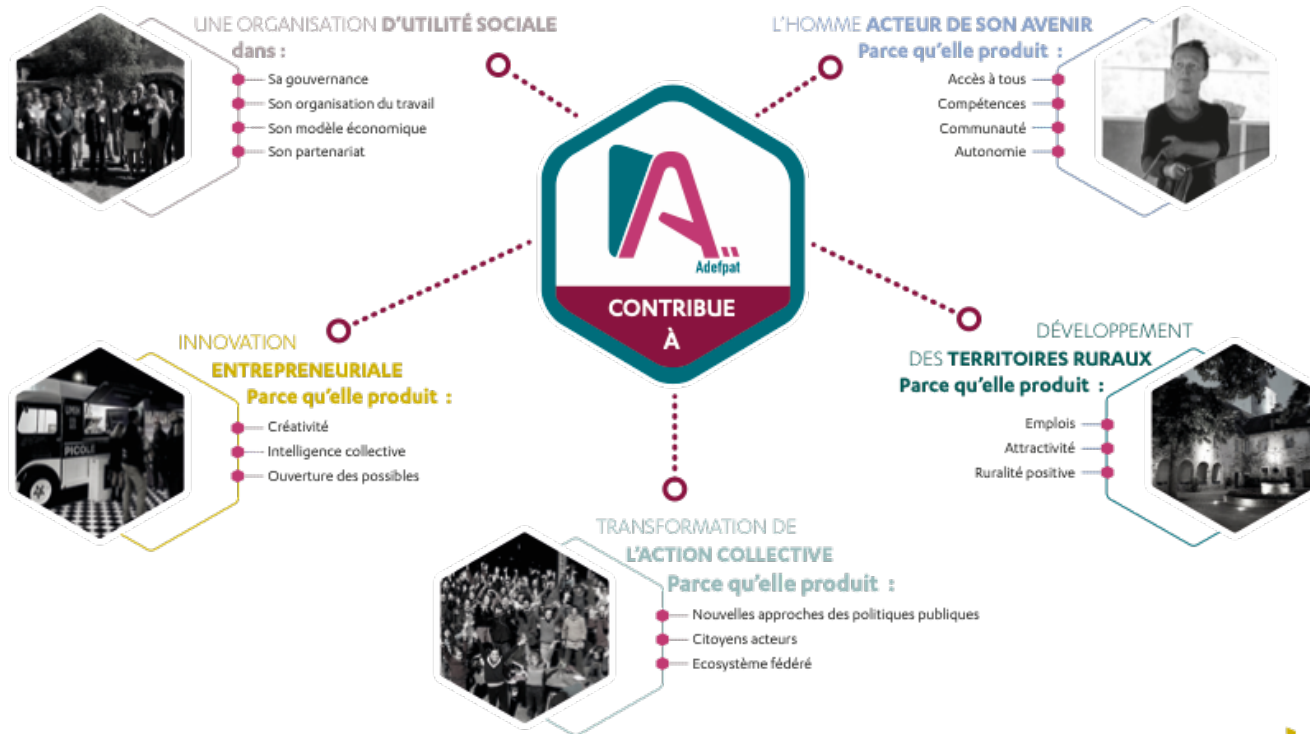 UNE ORGANISATION D'UTILITÉ SOCIALE
dans :
Sa gouvernance
Son organisation du travail
Son modèle économique
Son partenariat
L'HOMME ACTEUR DE SON AVENIR
Parce qu'elle produit :
Accès à tous
Compétences
Communauté
Autonomie
Adefpat
CONTRIBUE
À
INNOVATION
ENTREPRENEURIALE
Parce qu'elle produit :
Créativité
Intelligence collective
Ouverture des possibles
PICOLE
DÉVELOPPEMENT
DES TERRITOIRES RURAUX
Parce qu'elle produit :
Emplois
Attractivité
Ruralité positive
TRANSFORMATION DE
L'ACTION COLLECTIVE
Parce qu'elle produit :
Nouvelles approches des politiques publiques
Citoyens acteurs
Ecosystème fédéré